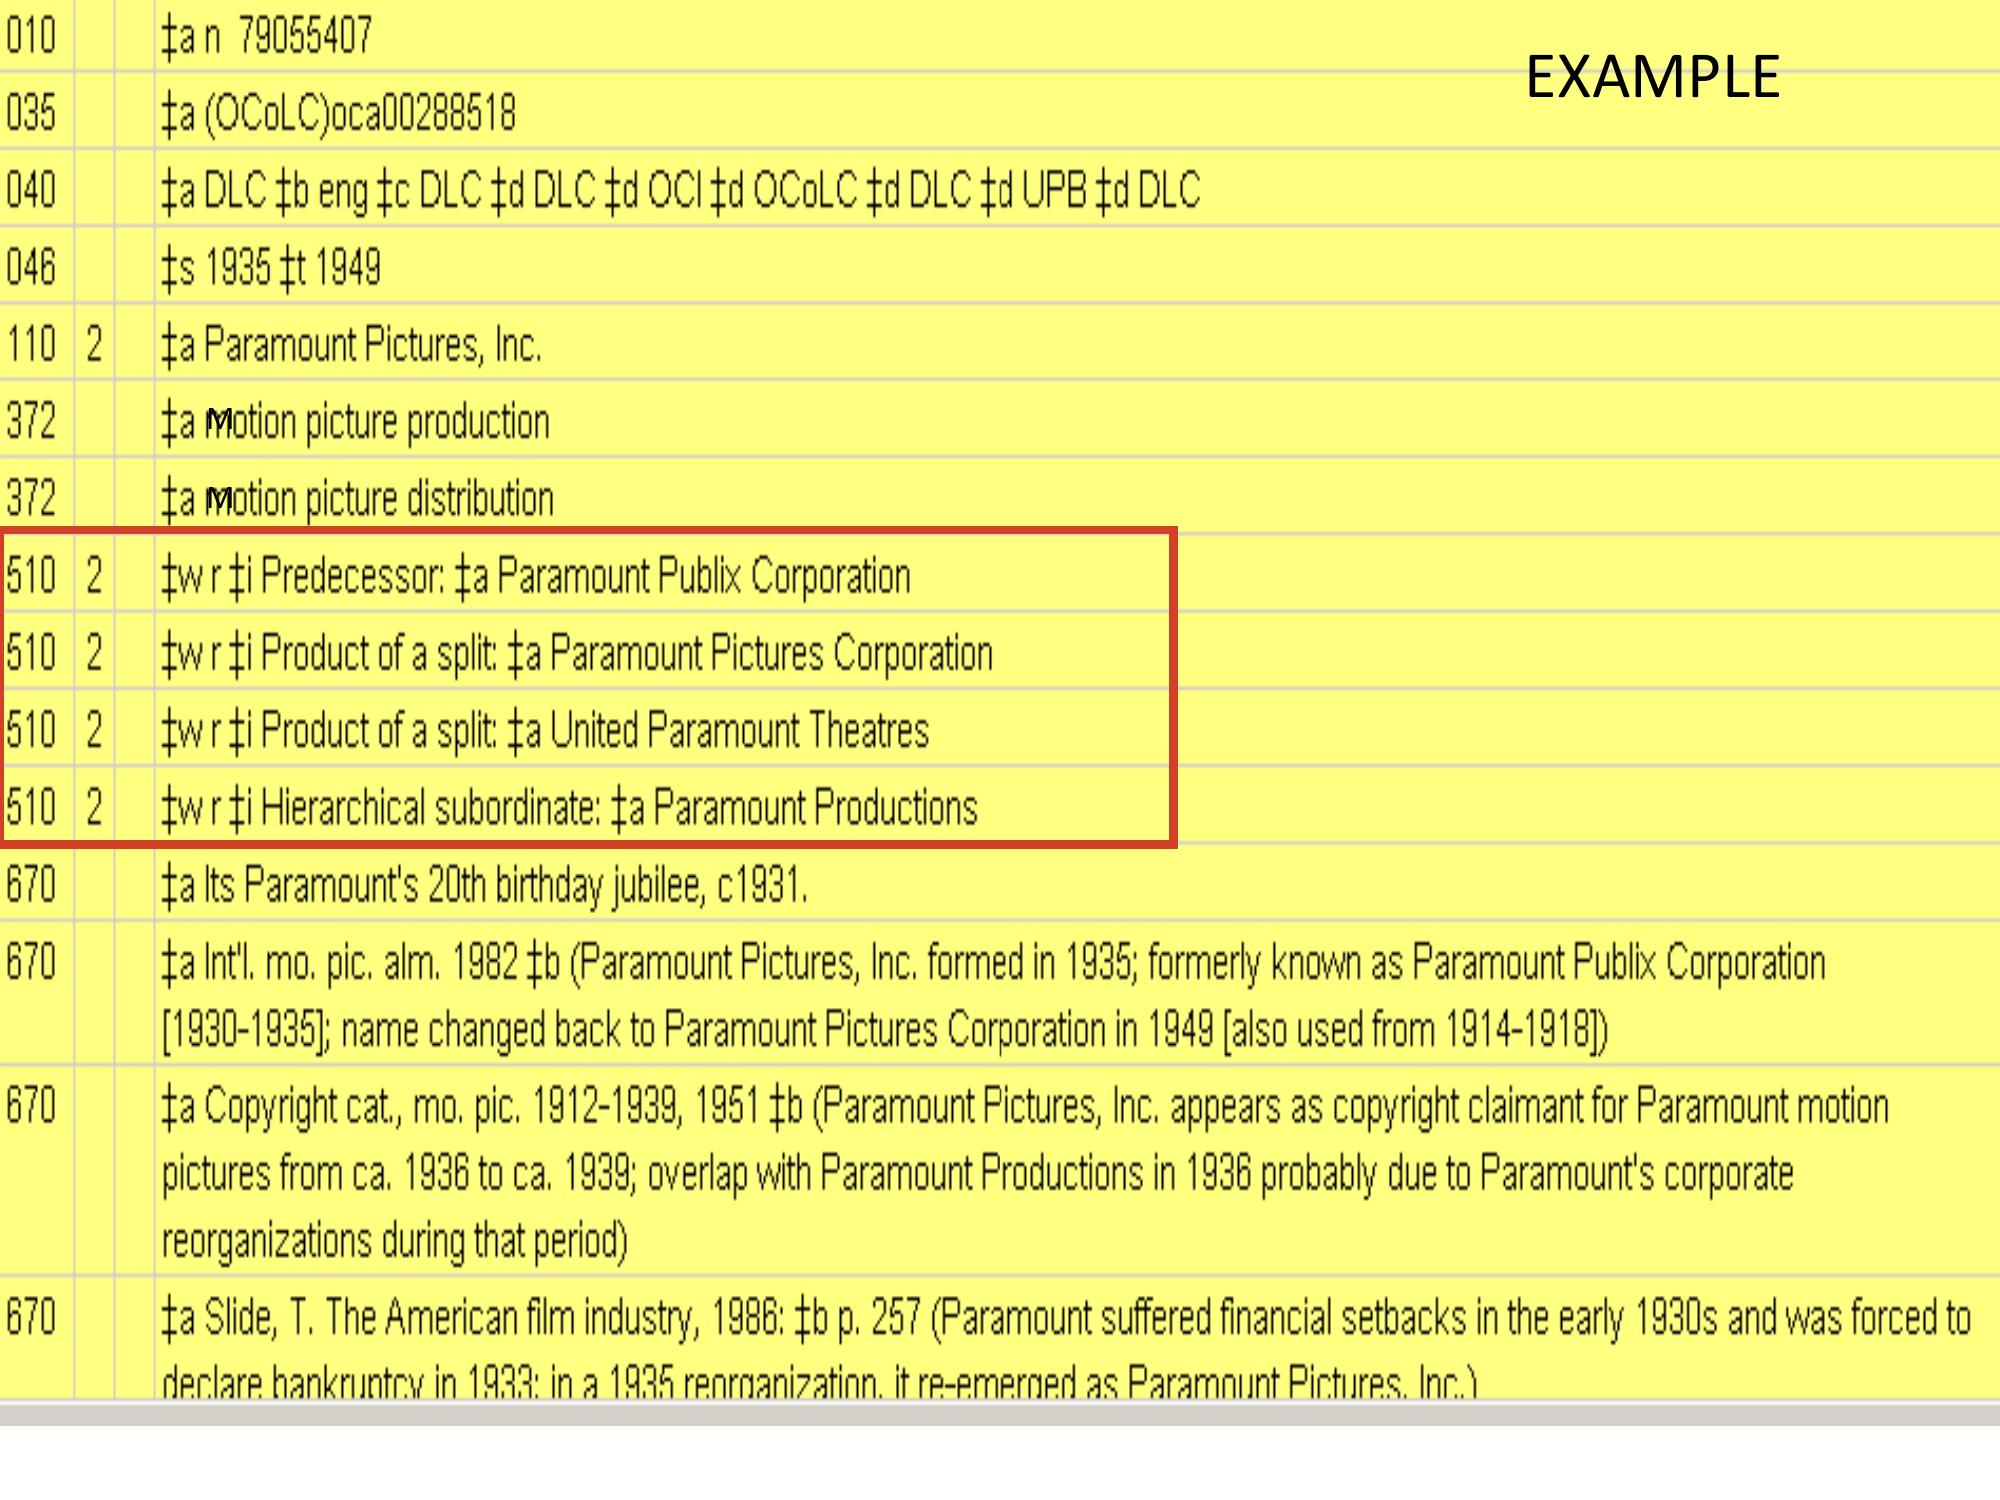 EXAMPLE
010 ‡a n 79055407
035 ‡a (OCoLC)oca00288518
040 ‡a DLC ‡b eng ‡c DLC ‡d DLC ‡d OCl ‡d OCoLC ‡d DLC ‡d UPB ‡d DLC
046 ‡s 1935 ‡t 1949
110 2 ‡a Paramount Pictures, Inc.
372 ‡a Motion picture production
372 ‡a Motion picture distribution
510 2 ‡w r ‡i Predecessor: ‡a Paramount Publix Corporation
510 2 ‡w r ‡i Product of a split: ‡a Paramount Pictures Corporation
510 2 ‡w r ‡i Product of a split: ‡a United Paramount Theatres
510 2 ‡w r ‡i Hierarchical subordinate: ‡a Paramount Productions
670 ‡a Its Paramount's 20th birthday jubilee, c1931.
670 ‡a Int'l. mo. pic. alm. 1982 ‡b (Paramount Pictures, Inc. formed in 1935; formerly known as Paramount Publix Corporation
[1930-1935]; name changed back to Paramount Pictures Corporation in 1949 [also used from 1914-1918])
670 ‡a Copyright cat., mo. pic. 1912-1939, 1951 ‡b (Paramount Pictures, Inc. appears as copyright claimant for Paramount motion
pictures from ca. 1936 to ca. 1939; overlap with Paramount Productions in 1936 probably due to Paramount's corporate
reorganizations during that period)
670 ‡a Slide, T. The American film industry, 1986: ‡b p. 257 (Paramount suffered financial setbacks in the early 1930s and was forced to
declare bankruptcy in 1933; in a 1935 reorganization, it re-emerged as Paramount Pictures, Inc.)